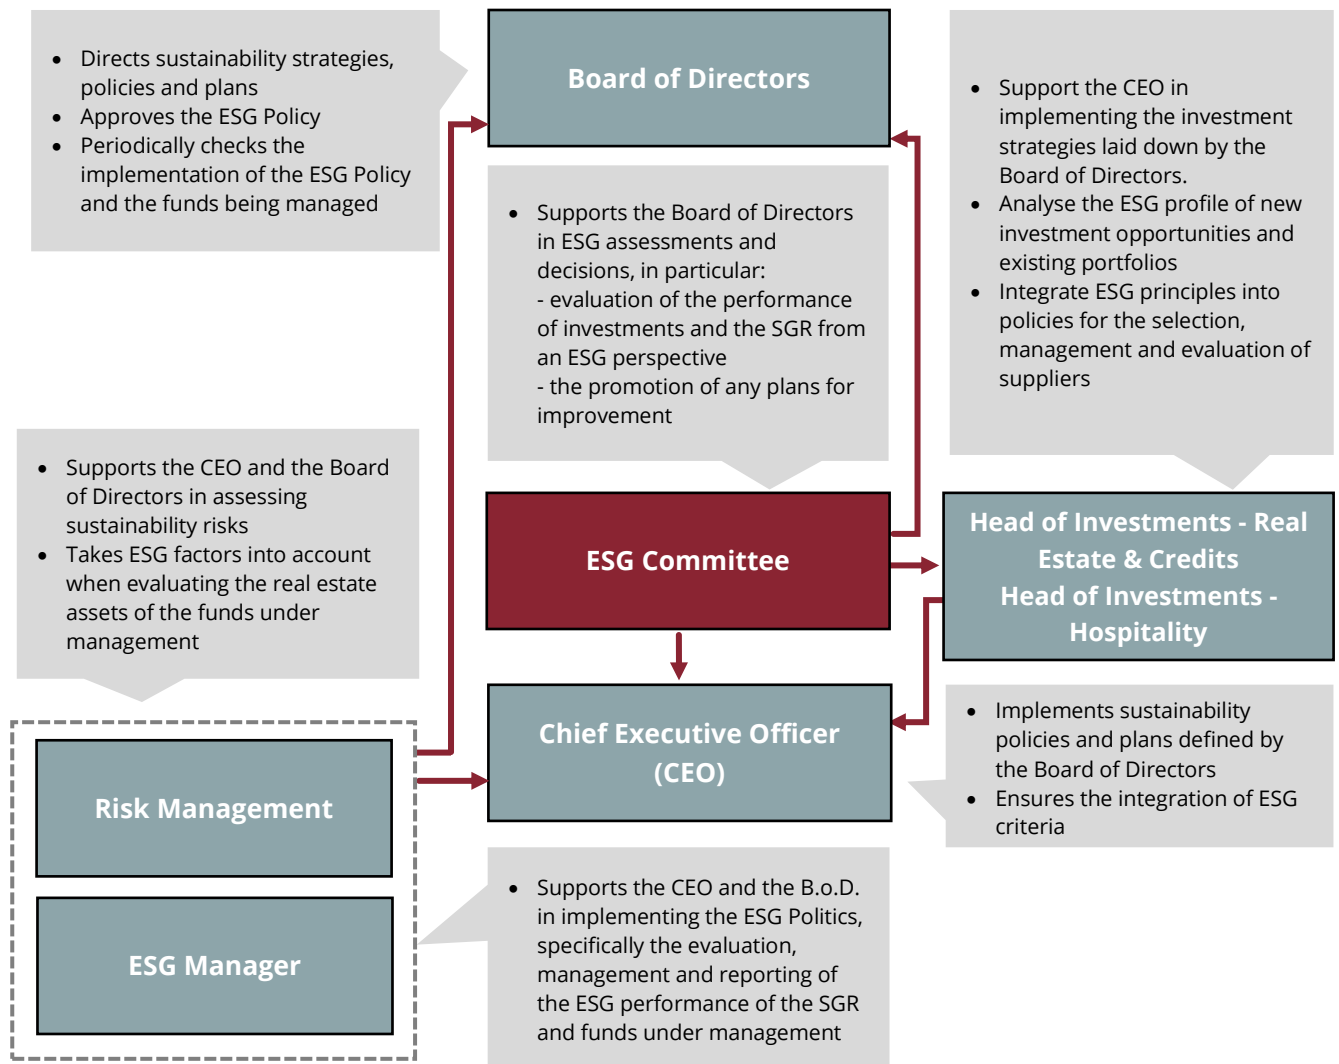 • Directs sustainability strategies,
policies and plans
• Approves the ESG Policy
• Periodically checks the
implementation of the ESG Policy
and the funds being managed
Board of Directors
• Support the CEO in
implementing the investment
strategies laid down by the
Board of Directors.
• Analyse the ESG profile of new
investment opportunities and
existing portfolios
• Integrate ESG principles into
policies for the selection,
management and evaluation of
suppliers
• Supports the Board of Directors
in ESG assessments and
decisions, in particular:
- evaluation of the performance
of investments and the SGR from
an ESG perspective
- the promotion of any plans for
improvement
• Supports the CEO and the Board
of Directors in assessing
sustainability risks
• Takes ESG factors into account
when evaluating the real estate
assets of the funds under
management
ESG Committee
Head of Investments - Real
Estate & Credits
Head of Investments -
Hospitality
Chief Executive Officer
(CEO)
• Implements sustainability
policies and plans defined by
the Board of Directors
• Ensures the integration of ESG
criteria
Risk Management
ESG Manager
• Supports the CEO and the B.o.D.
in implementing the ESG Politics,
specifically the evaluation,
management and reporting of
the ESG performance of the SGR
and funds under management